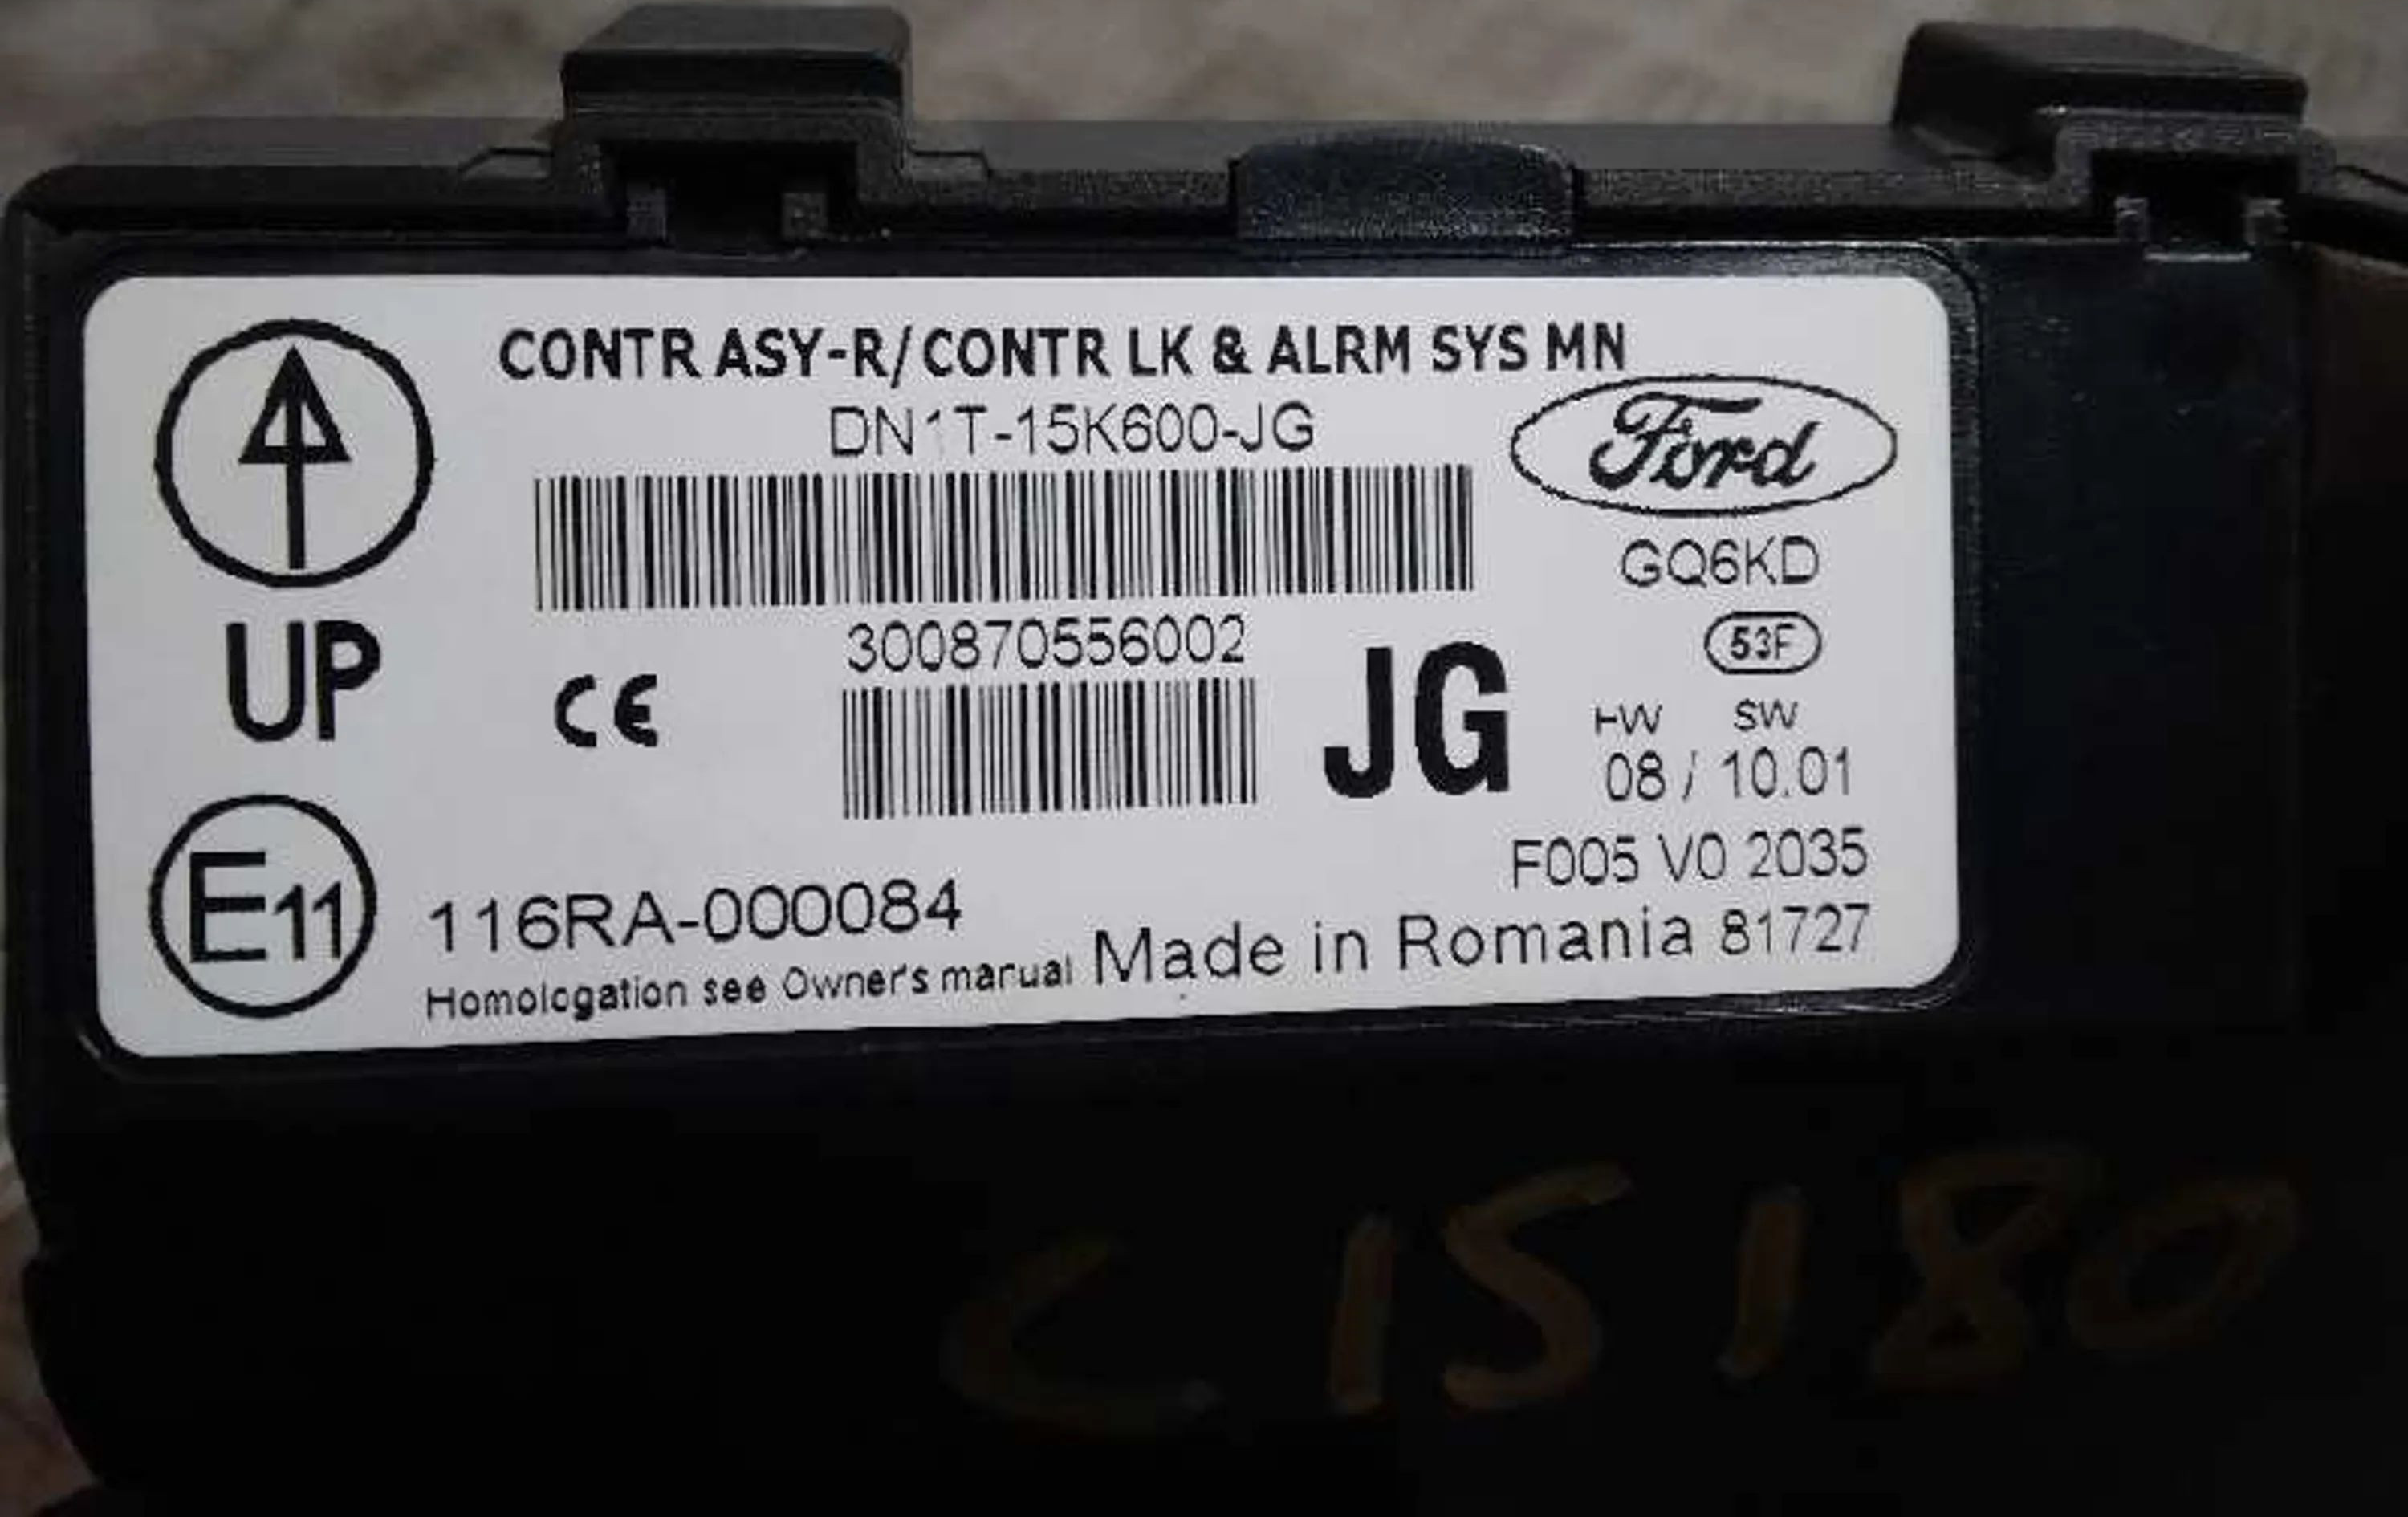 CONTR ASY-R/CONTR LK & ALRM SYS MN
DN1T-15K600-JG
Ford
GQ6KD
300870556002
53F
UP
CE
JG
HW SW
08 / 10.01
F005 V0 2035
E11
116RA-000084
Homologation see Owner's manual Made in Romania 81727
C15180